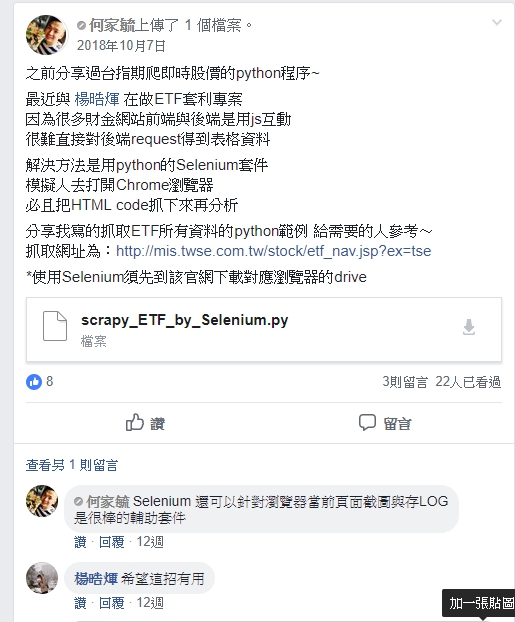 何家毓上傳了 1 個檔案。
2018年10月7日
之前分享過台指期爬即時股價的python程序~
最近與 楊晧煇 在做ETF套利專案
因為很多財金網站前端與後端是用js互動
很難直接對後端request得到表格資料
解決方法是用python的Selenium套件
模擬人去打開Chrome瀏覽器
必且把HTML code抓下來再分析
分享我寫的抓取ETF所有資料的python範例 給需要的人參考～
抓取網址為：http://mis.twse.com.tw/stock/etf_nav.jsp?ex=tse
*使用Selenium須先到該官網下載對應瀏覽器的drive
scrapy_ETF_by_Selenium.py
檔案
8
3則留言 22人已看過
讚 留言
查看另 1 則留言
何家毓 Selenium 還可以針對瀏覽器當前頁面截圖與存LOG
是很棒的輔助套件
讚 · 回覆 · 12週
楊晧煇 希望這招有用
讚 · 回覆 · 12週
加一張貼圖